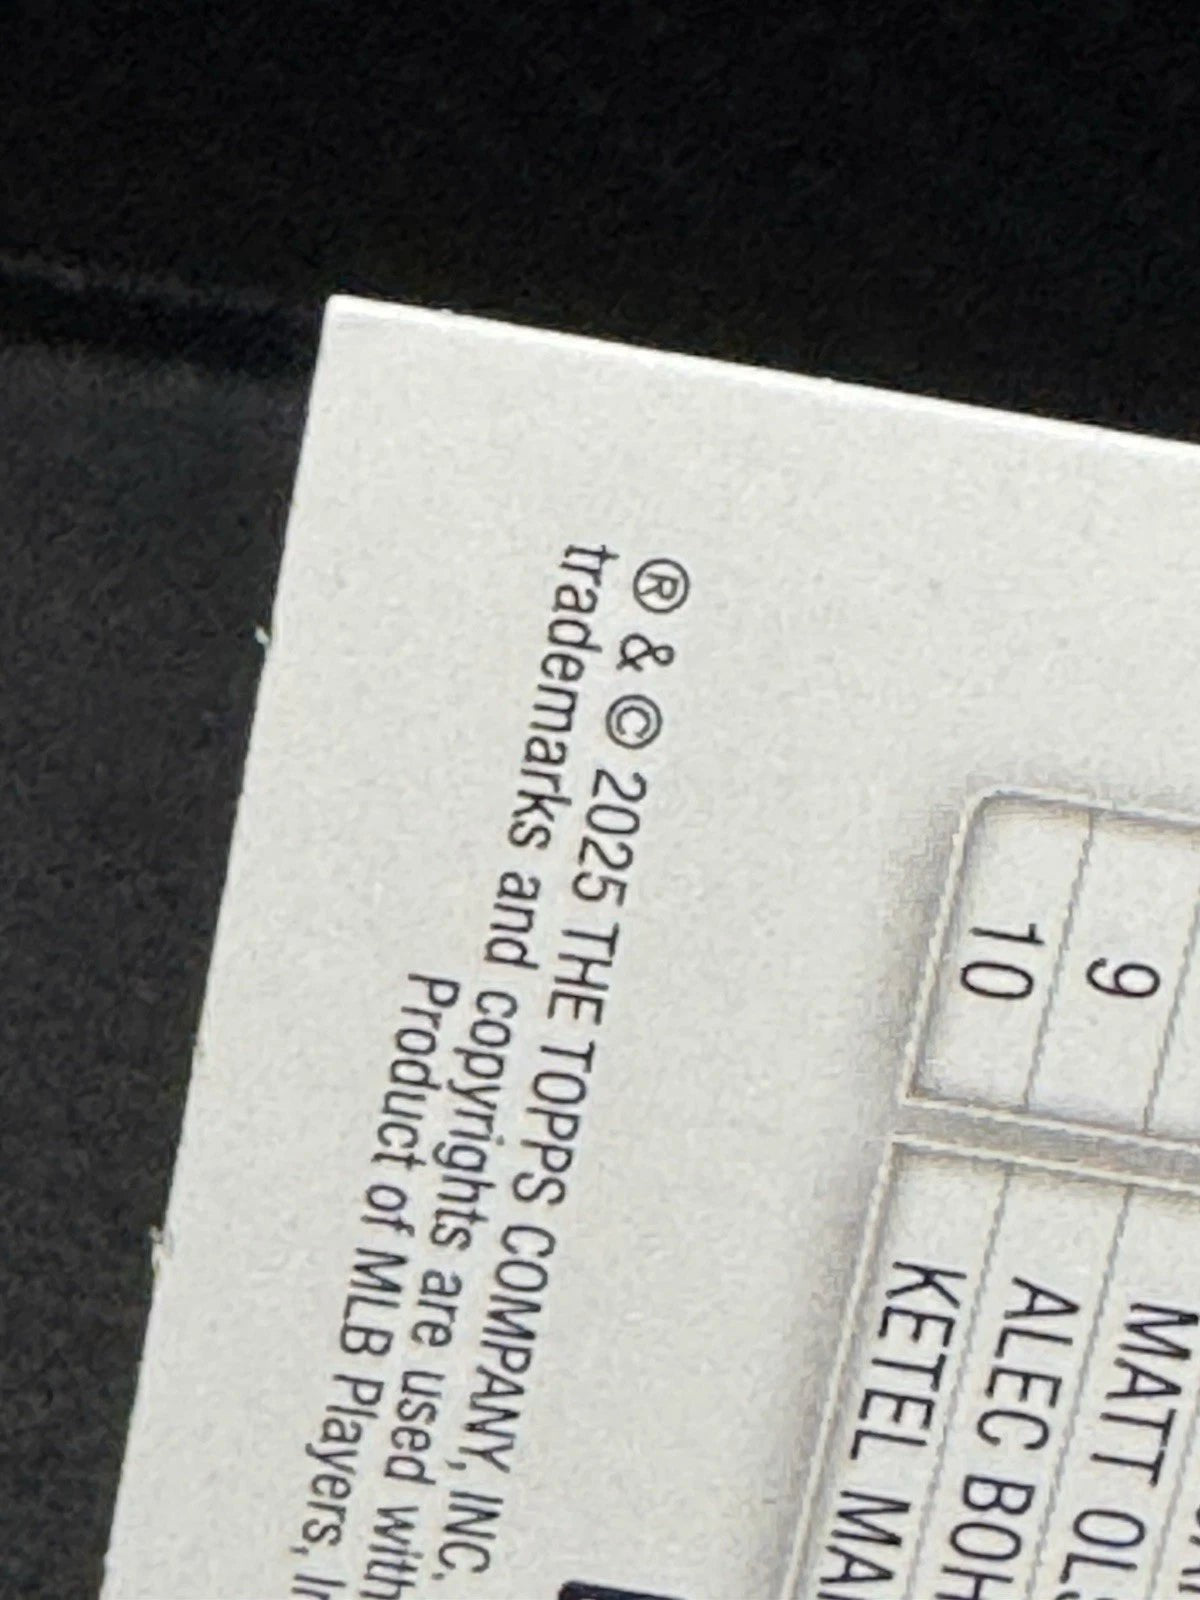 MATT
9 ALEC
10 KETEL
® & © 2025 THE TOPPS COMPANY, INC.
trademarks and copyrights are used with
Product of MLB Players,